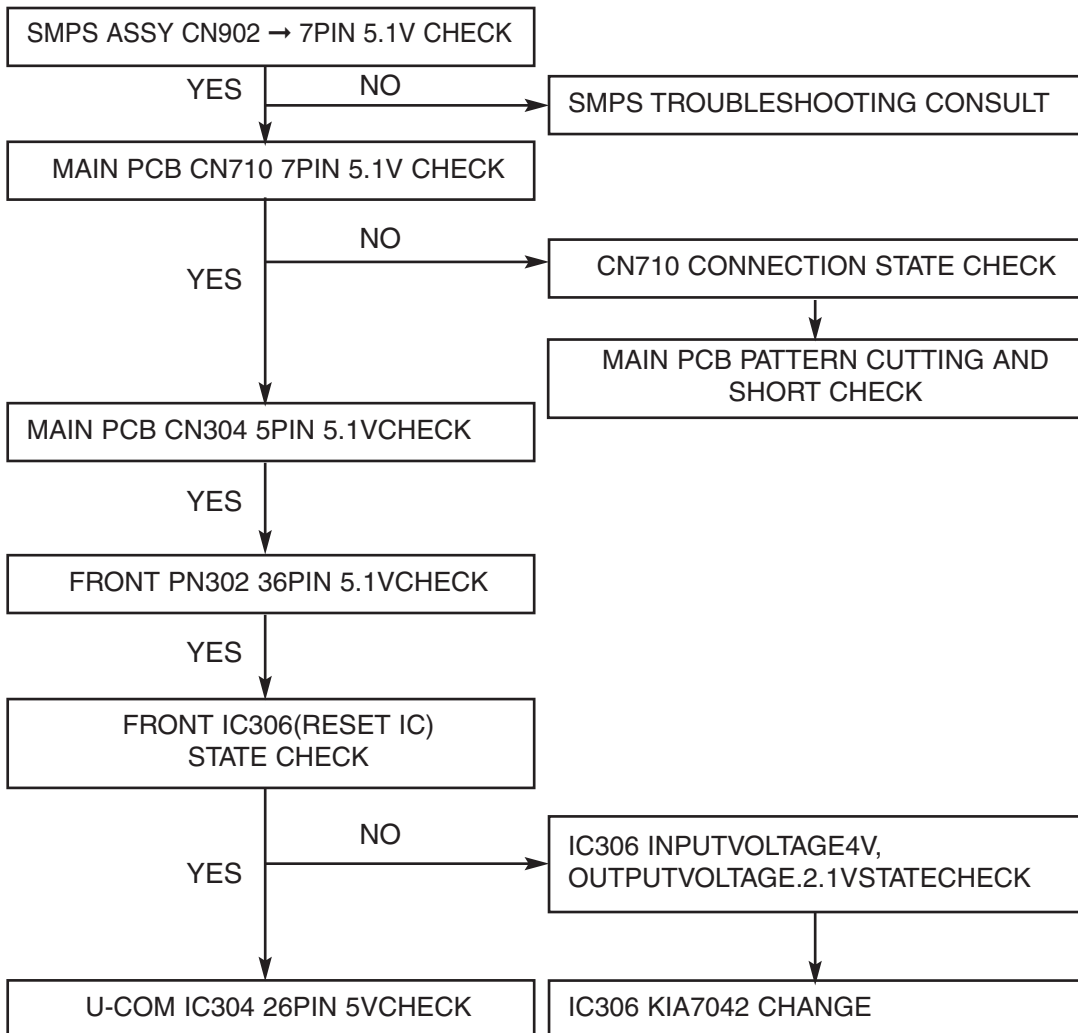 SMPS ASSY CN902 → 7PIN 5.1V CHECK
YES
NO
SMPS TROUBLESHOOTING CONSULT
MAIN PCB CN710 7PIN 5.1V CHECK
NO
YES
CN710 CONNECTION STATE CHECK
MAIN PCB PATTERN CUTTING AND
SHORT CHECK
MAIN PCB CN304 5PIN 5.1VCHECK
YES
FRONT PN302 36PIN 5.1VCHECK
YES
FRONT IC306(RESET IC)
STATE CHECK
NO
YES
IC306 INPUTVOLTAGE4V,
OUTPUTVOLTAGE.2.1VSTATECHECK
U-COM IC304 26PIN 5VCHECK
IC306 KIA7042 CHANGE